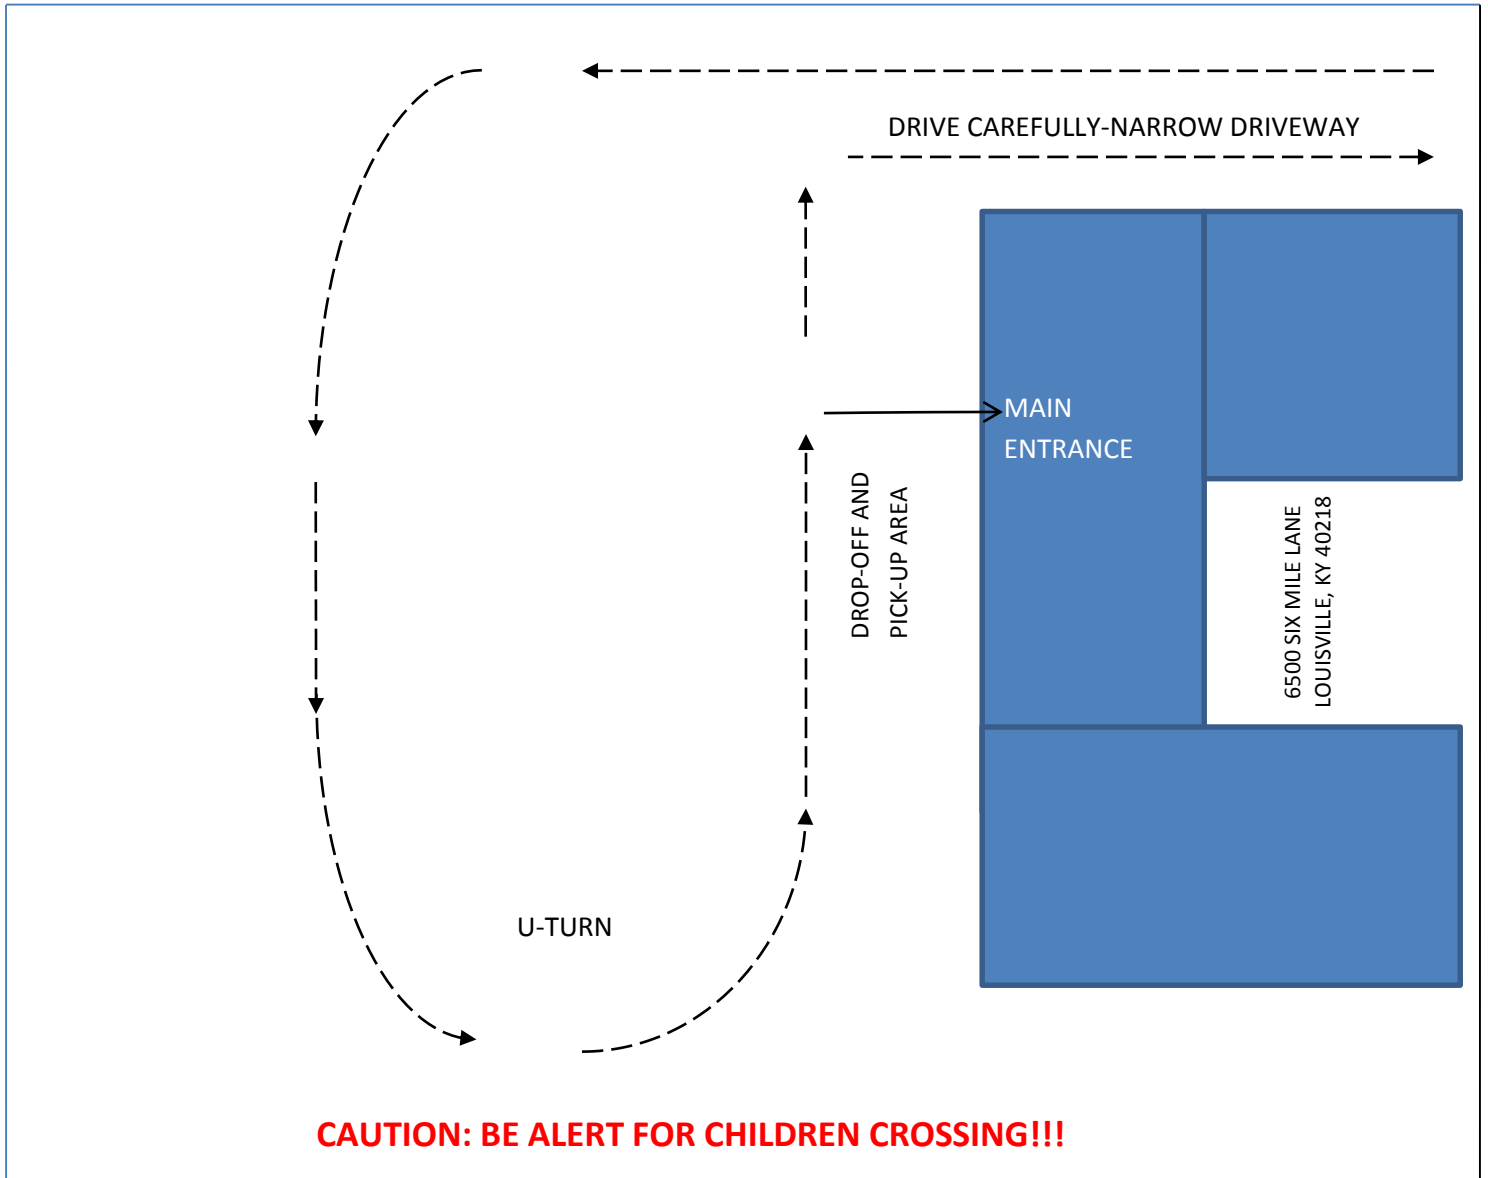 DRIVE CAREFULLY-NARROW DRIVEWAY
MAIN
ENTRANCE
DROP-OFF AND
PICK-UP AREA
6500 SIX MILE LANE
LOUISVILLE, KY 40218
U-TURN
CAUTION: BE ALERT FOR CHILDREN CROSSING!!!